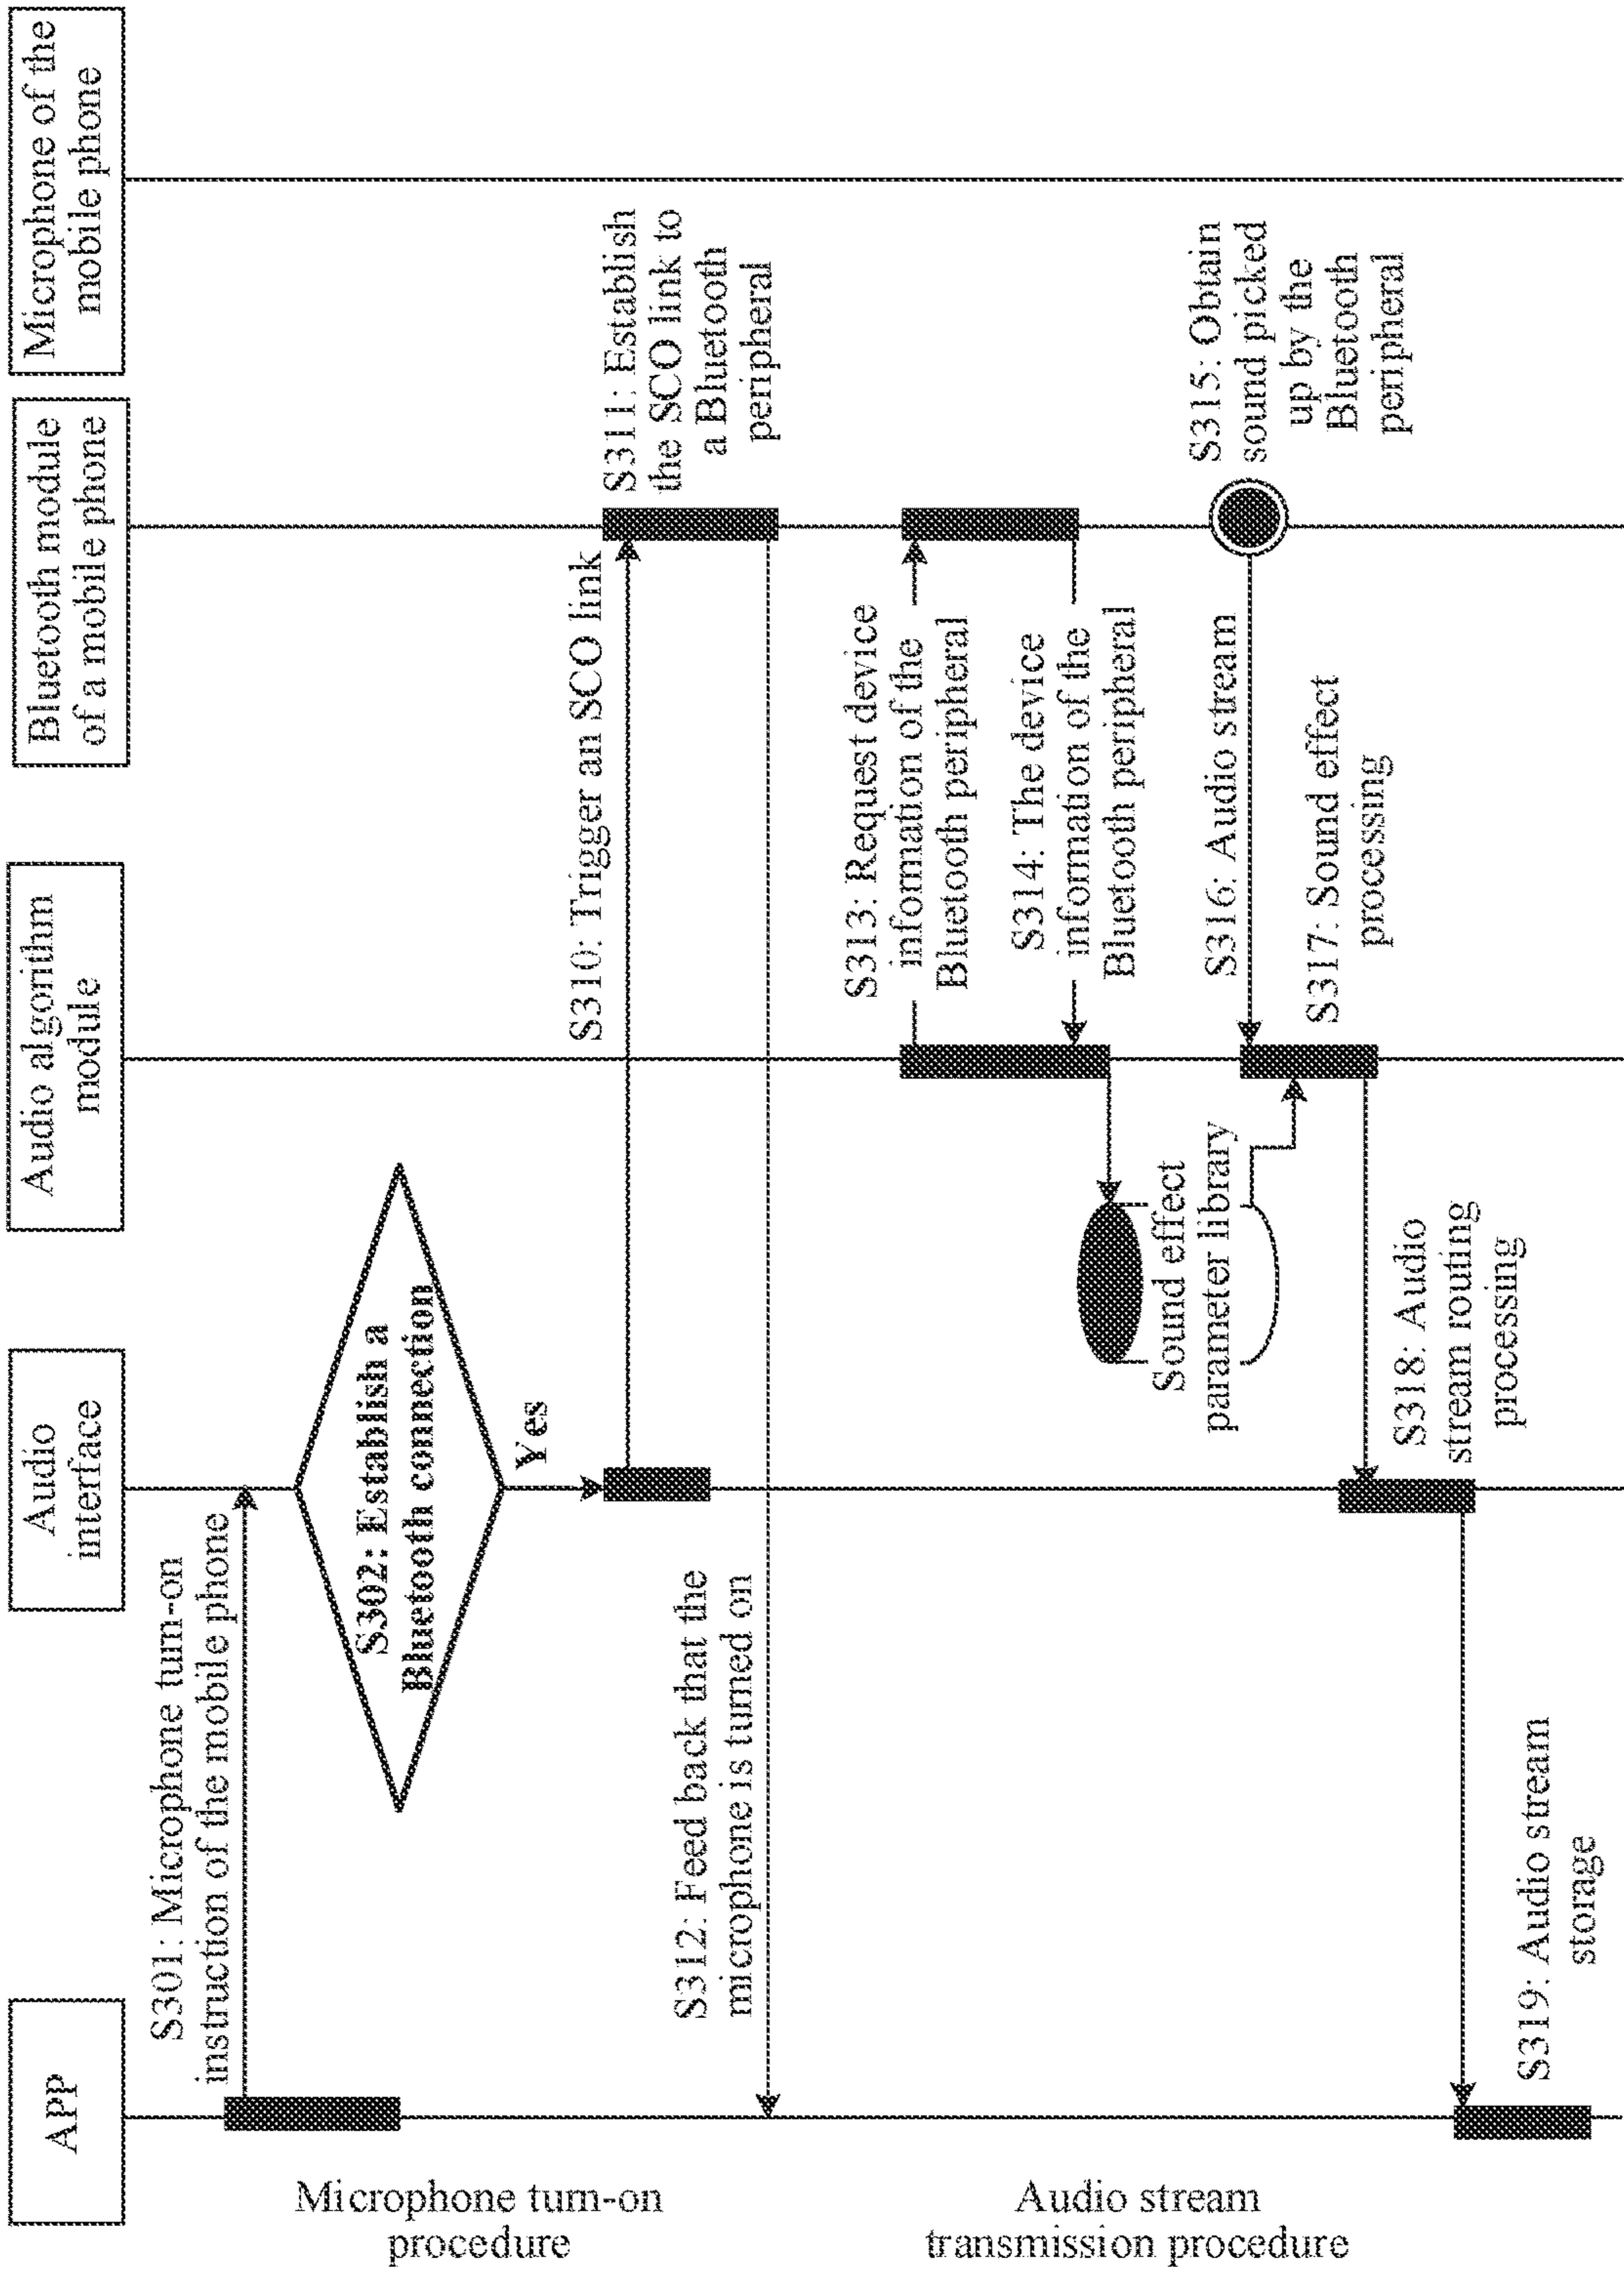 APP
Audio
interface
Audio algorithm
module
Bluetooth module
of a mobile phone
Microphone of the
mobile phone
Microphone turn-on
procedure
S301: Microphone turn-on
instruction of the mobile phone
S302: Establish a
Bluetooth connection
Yes
S310: Trigger an SCO link
S311: Establish
the SCO link to
a Bluetooth
peripheral
S312: Feed back that the
microphone is turned on
Audio stream
transmission procedure
S313: Request device
information of the
Bluetooth peripheral
S314: The device
information of the
Bluetooth peripheral
Sound effect
parameter library
S315: Obtain
sound picked
up by the
Bluetooth
peripheral
S316: Audio stream
S317: Sound effect
processing
S318: Audio
stream routing
processing
S319: Audio stream
storage